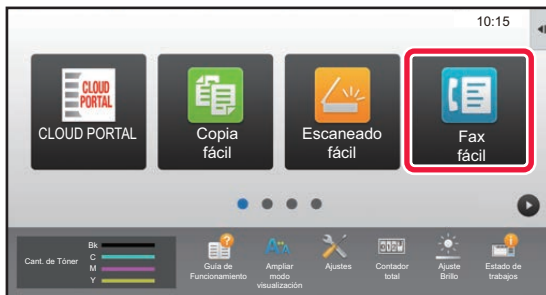 10:15
CLOUD
PORTAL
CLOUD PORTAL
Copia
fácil
Escaneado
fácil
Fax
fácil
Cant. de Tóner
Bk
C
M
Y
Guía de
Funcionamiento
Ampliar
modo
visualización
Ajustes
Contador
total
Ajuste
Brillo
Estado de
trabajos